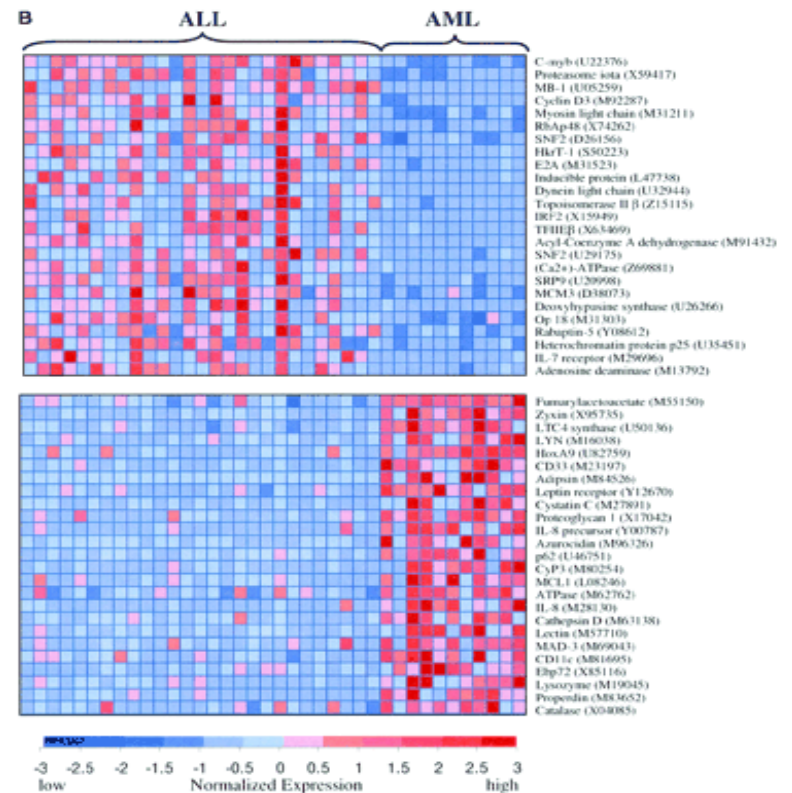 B
ALL AML
C-myb (U22376)
Proteasome iota (X59417)
MB-1 (U05259)
Cyclin D3 (M92287)
Myosin light chain (M31211)
RbAp48 (X74262)
SNF2 (D26156)
HkrT-1 (S50223)
E2A (M31523)
Inducible protein (L47738)
Dynein light chain (U32944)
Topoisomerase II β (Z15115)
IRF2 (X15949)
TFIIEβ (X63469)
Acyl-Coenzyme A dehydrogenase (M91432)
SNF2 (U29175)
(Ca2+)-ATPase (Z69881)
SRP9 (U20998)
MCM3 (D38073)
Deoxyhypusine synthase (U26266)
Op 18 (M31303)
Rabaptin-5 (Y08612)
Heterochromatin protein p25 (U35451)
IL-7 receptor (M29696)
Adenosine deaminase (M13792)
Fumarylacetoacetate (M55150)
Zyxin (X95735)
LTC4 synthase (U50136)
LYN (M16038)
HoxA9 (U82759)
CD33 (M23197)
Adipsin (M84526)
Leptin receptor (Y12670)
Cystatin C (M27891)
Proteoglycan 1 (X17042)
IL-8 precursor (Y00787)
Azurocidin (M96326)
p62 (U46751)
CyP3 (M80254)
MCL1 (L08246)
ATPase (M62762)
IL-8 (M28130)
Cathepsin D (M63138)
Lectin (M57710)
MAD-3 (M69043)
CD11c (M81695)
Ebp72 (X85116)
Lysozyme (M19045)
Properdin (M83652)
Catalase (X04085)
-3 -2.5 -2 -1.5 -1 -0.5 0 0.5 1 1.5 2 2.5 3
low Normalized Expression high